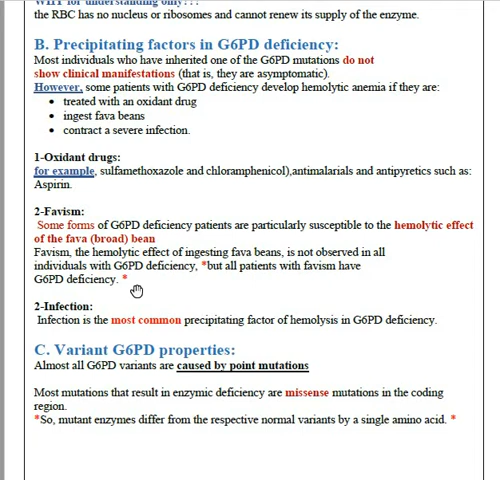 the RBC has no nucleus or ribosomes and cannot renew its supply of the enzyme.
B. Precipitating factors in G6PD deficiency:
Most individuals who have inherited one of the G6PD mutations do not
show clinical manifestations (that is, they are asymptomatic).
However, some patients with G6PD deficiency develop hemolytic anemia if they are:
• treated with an oxidant drug
• ingest fava beans
• contract a severe infection.
1-Oxidant drugs:
for example, sulfamethoxazole and chloramphenicol),antimalarials and antipyretics such as:
Aspirin.
2-Favism:
Some forms of G6PD deficiency patients are particularly susceptible to the hemolytic effect
of the fava (broad) bean
Favism, the hemolytic effect of ingesting fava beans, is not observed in all
individuals with G6PD deficiency, *but all patients with favism have
G6PD deficiency. *
2-Infection:
Infection is the most common precipitating factor of hemolysis in G6PD deficiency.
C. Variant G6PD properties:
Almost all G6PD variants are caused by point mutations
Most mutations that result in enzymic deficiency are missense mutations in the coding
region.
*So, mutant enzymes differ from the respective normal variants by a single amino acid. *